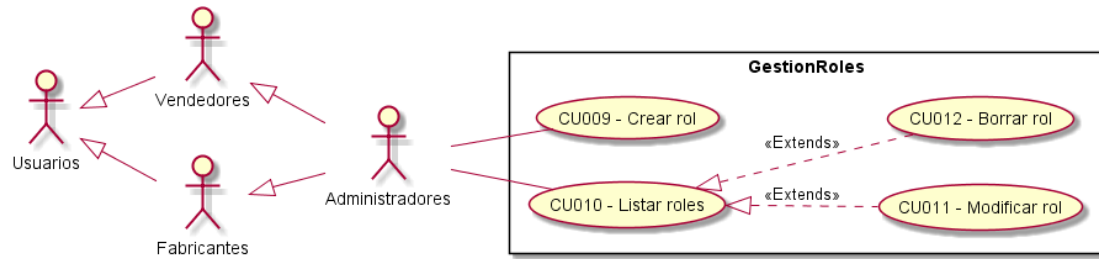 Usuarios
Vendedores
Fabricantes
Administradores
GestionRoles
CU009 - Crear rol
CU010 - Listar roles
«Extends»
«Extends»
CU012 - Borrar rol
CU011 - Modificar rol